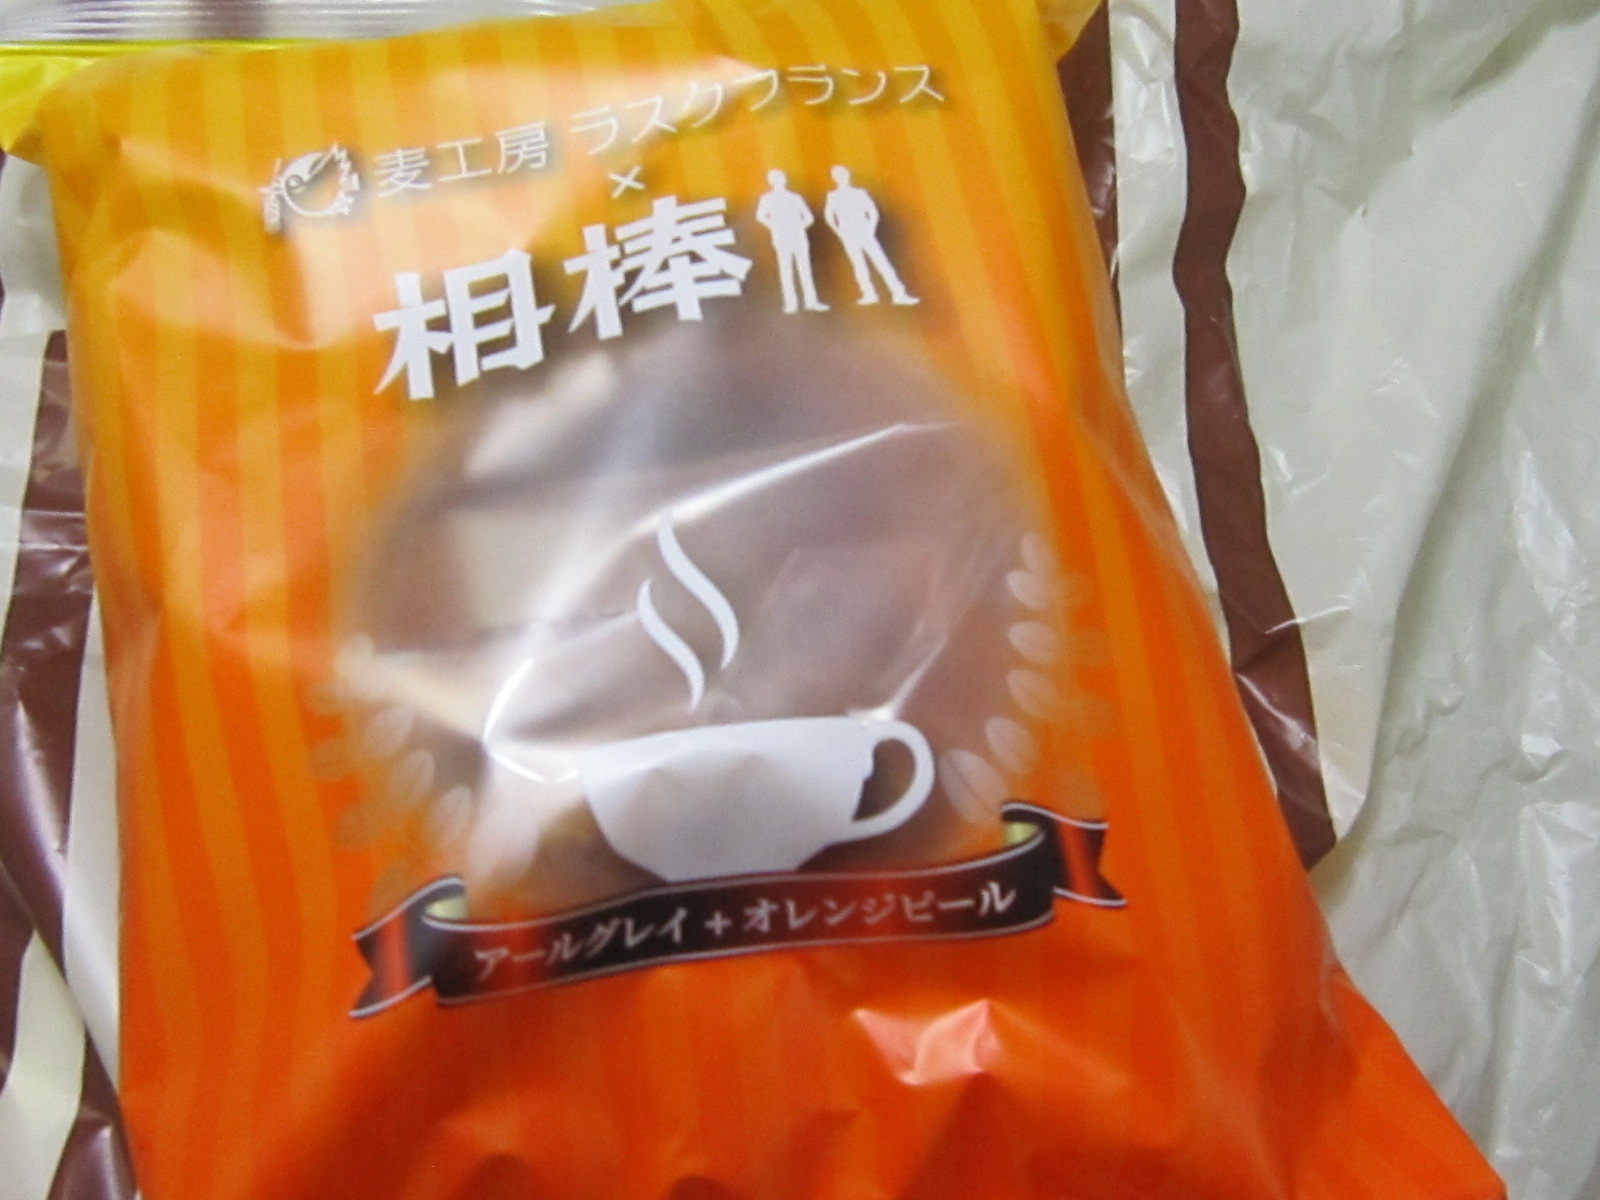 麦工房 ラスクフランス
×
相棒
アールグレイ+オレンジピール